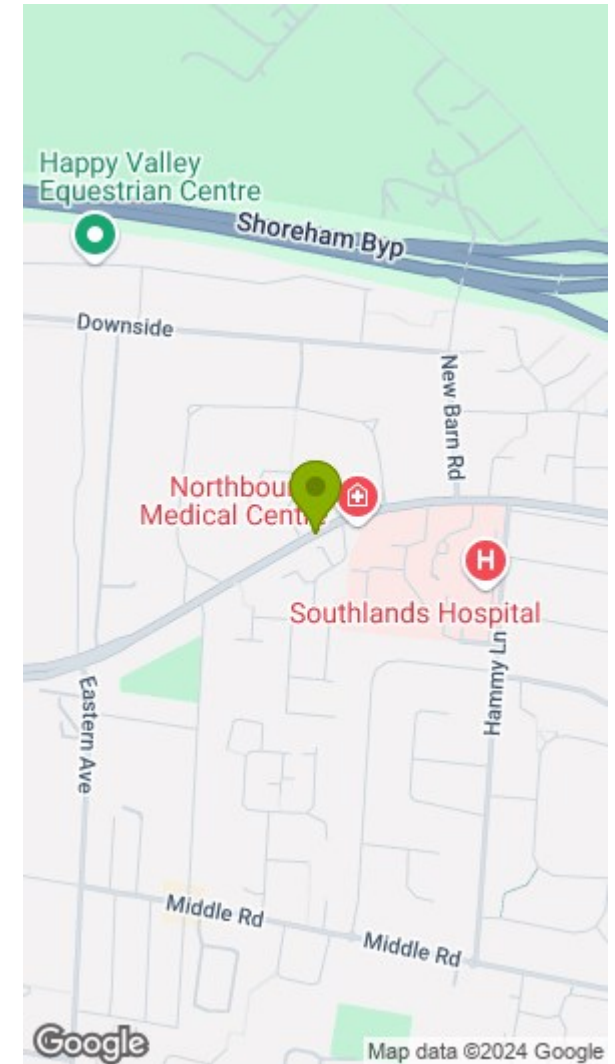 Happy Valley
Equestrian Centre
Shoreham Byp
Downside
New Barn Rd
Medical Centre
H
Southlands Hospital
Hammy Ln
Eastern Ave
Middle Rd
Middle Rd
Google
Map data ©2024 Google